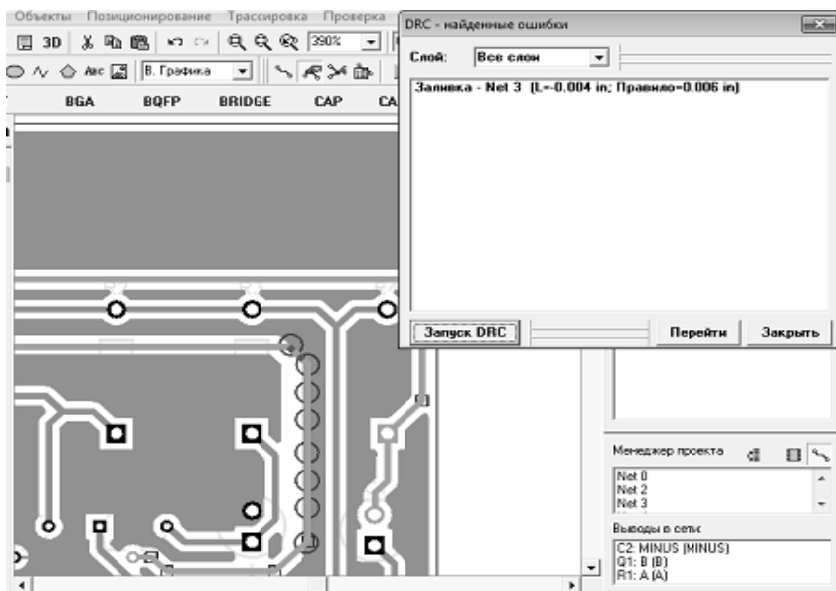 Объекты Позиционирование Трассировка Проверка
3D 390%
Abc В. Графика
BGA BQFP BRIDGE CAP CA
DRC - найденные ошибки
Слой: Все слои
Заливка - Net 3 (L=-0.004 in; Правило=0.006 in)
Запуск DRC Перейти Закрыть
Менеджер проекта
Net 0
Net 2
Net 3
Выводы в сети:
C2: MINUS (MINUS)
Q1: B (B)
R1: A (A)